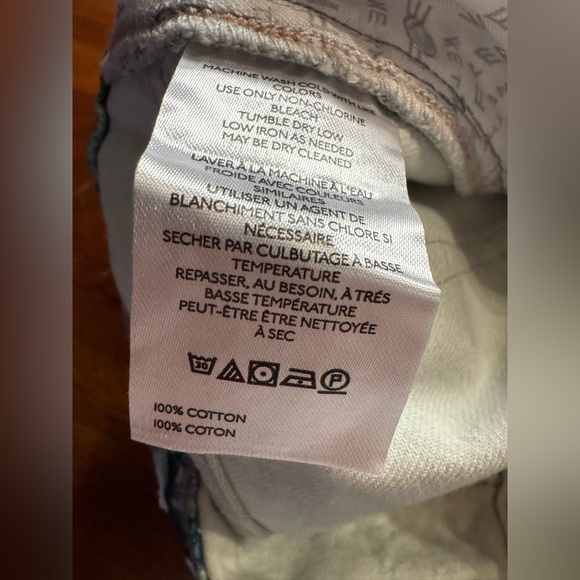 MACHINE WASH COLD WITH LIKE
COLORS
USE ONLY NON-CHLORINE
BLEACH
TUMBLE DRY LOW
LOW IRON AS NEEDED
MAY BE DRY CLEANED
LAVER À LA MACHINE À L'EAU
FROIDE AVEC COULEURS
SIMILAIRES
UTILISER UN AGENT DE
BLANCHIMENT SANS CHLORE SI
NÉCESSAIRE
SECHER PAR CULBUTAGE À BASSE
TEMPERATURE
REPASSER, AU BESOIN, À TRÉS
BASSE TEMPÉRATURE
PEUT-ÊTRE ÊTRE NETTOYÉE
À SEC
30
P
100% COTTON
100% COTON